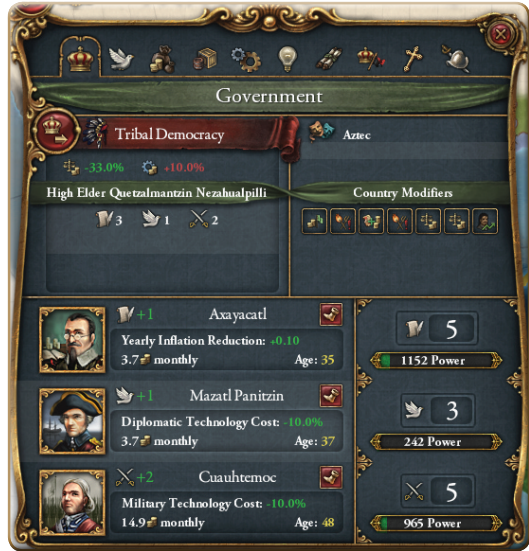 Government
Tribal Democracy
Aztec
-33.0% +10.0%
High Elder Quetzalmantzin Nezahualpilli
Country Modifiers
3 1 2
+1 Axayacatl
Yearly Inflation Reduction: +0.10
3.7 monthly Age: 35
5
1152 Power
+1 Mazatl Panitzin
Diplomatic Technology Cost: -10.0%
3.7 monthly Age: 37
3
242 Power
+2 Cuauhtemoc
Military Technology Cost: -10.0%
14.9 monthly Age: 48
5
965 Power